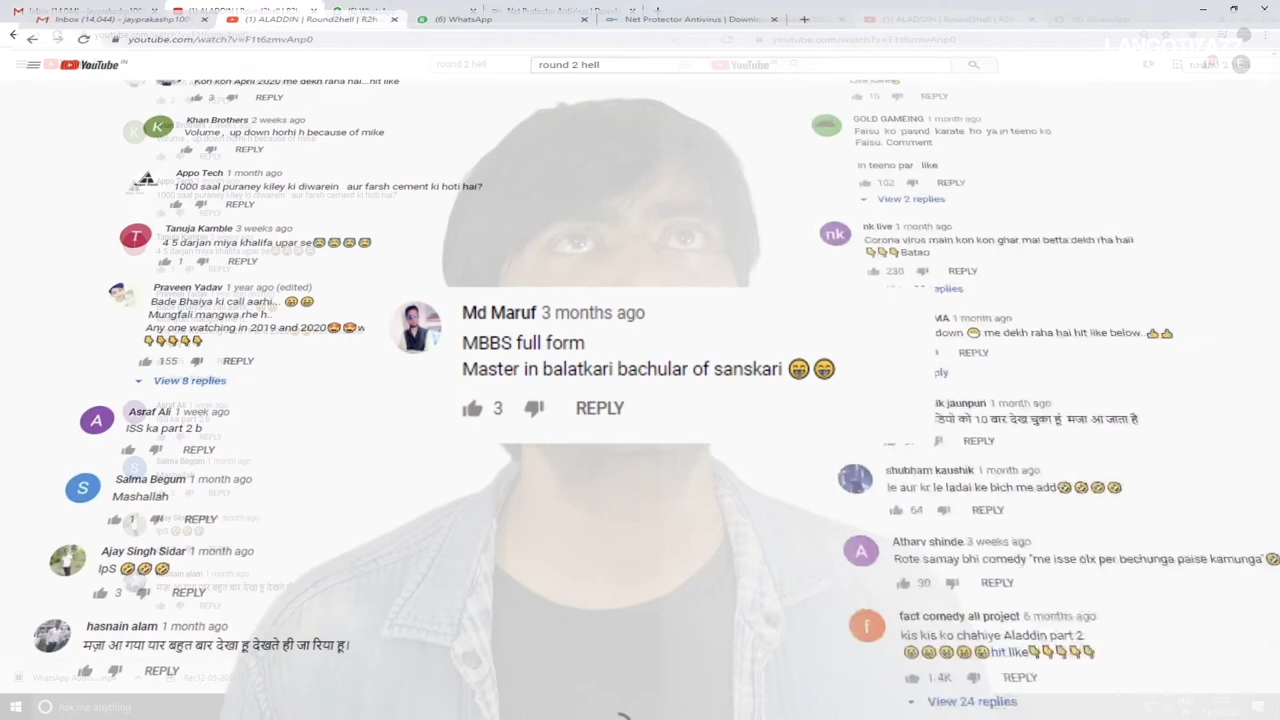 Inbox (14,044) - jayprakashp100
(1) ALADDIN | Round2hell | R2h
(6) WhatsApp
Net Protector Antivirus | Downlo
youtube.com/watch?v=F1t6zmvAnp0
LANGOTIYAZZ
YouTube
round 2 hell
Kon kon April 2020 me dekh rana hai...hit like
3 REPLY
Khan Brothers 2 weeks ago
Volume , up down horhi h because of mike
REPLY
Appo Tech 1 month ago
1000 saal puraney kiley ki diwarein aur farsh cement ki hoti hai?
REPLY
Tanuja Kamble 3 weeks ago
4 5 darjan miya khalifa upar se😂😂😂😂
1 REPLY
Praveen Yadav 1 year ago (edited)
Bade Bhaiya ki call aarhi... 😄😄
Mungfali mangwa rhe h..
Any one watching in 2019 and 2020😍😍w
👇👇👇👇👇
155 REPLY
View 8 replies
Asraf Ali 1 week ago
ISS ka part 2 b
REPLY
Salma Begum 1 month ago
Mashallah
1 REPLY
Ajay Singh Sidar 1 month ago
IpS 🤣🤣🤣
3 REPLY
hasnain alam 1 month ago
मज़ा आ गया यार बहुत बार देखा हू देखते ही जा रिया हू।
REPLY
Md Maruf 3 months ago
MBBS full form
Master in balatkari bachular of sanskari 😁😁
3 REPLY
10 REPLY
GOLD GAMEING 1 month ago
Faisu ko pasnd karate ho ya in teeno ko
Faisu. Comment
In teeno par like
102 REPLY
View 2 replies
nk live 1 month ago
Corona virus main kon kon ghar mai betta dekh rha haii
👇👇👇Batao
236 REPLY
MA 1 month ago
down 😁 me dekh raha hai hit like below..👍👍
REPLY
ik jaunpuri 1 month ago
डिपो को 10 बार देख चुका हूं मजा आ जाता है
REPLY
shubham kaushik 1 month ago
le aur kr le ladai ke bich me add🤣🤣🤣🤣
64 REPLY
Atharv shinde 3 weeks ago
Rote samay bhi comedy "me isse olx per bechunga paise kamunga"🤣
90 REPLY
fact comedy all project 6 months ago
kis kis ko chahiye Aladdin part 2
😀😀😀😀😀hit like👇👇👇👇👇
1.4K REPLY
View 24 replies
Ask me anything